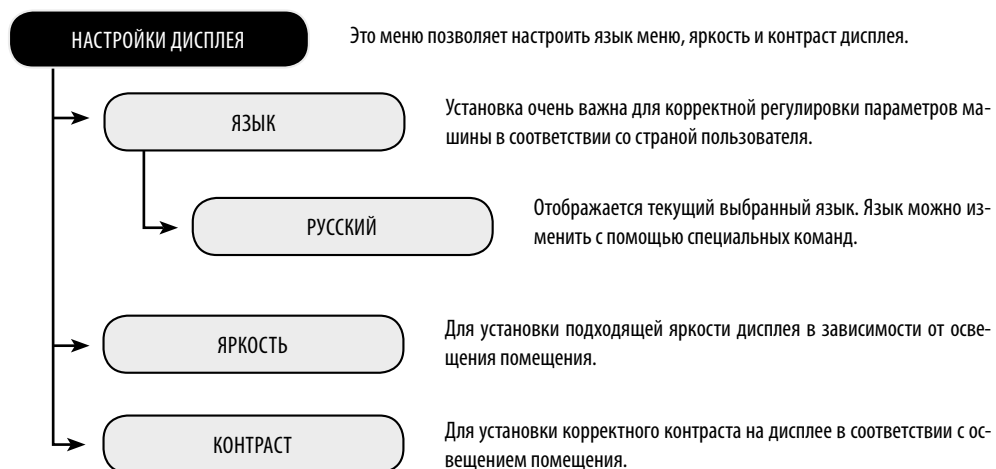 НАСТРОЙКИ ДИСПЛЕЯ
Это меню позволяет настроить язык меню, яркость и контраст дисплея.
ЯЗЫК
Установка очень важна для корректной регулировки параметров ма-
шины в соответствии со страной пользователя.
РУССКИЙ
Отображается текущий выбранный язык. Язык можно из-
менить с помощью специальных команд.
ЯРКОСТЬ
Для установки подходящей яркости дисплея в зависимости от осве-
щения помещения.
КОНТРАСТ
Для установки корректного контраста на дисплее в соответствии с ос-
вещением помещения.